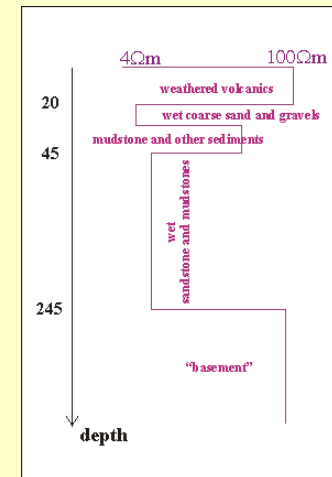 4Ωm 100Ωm
weathered volcanics
20
wet coarse sand and gravels
mudstone and other sediments
45
wet
sandstone and mudstones
245
“basement”
depth